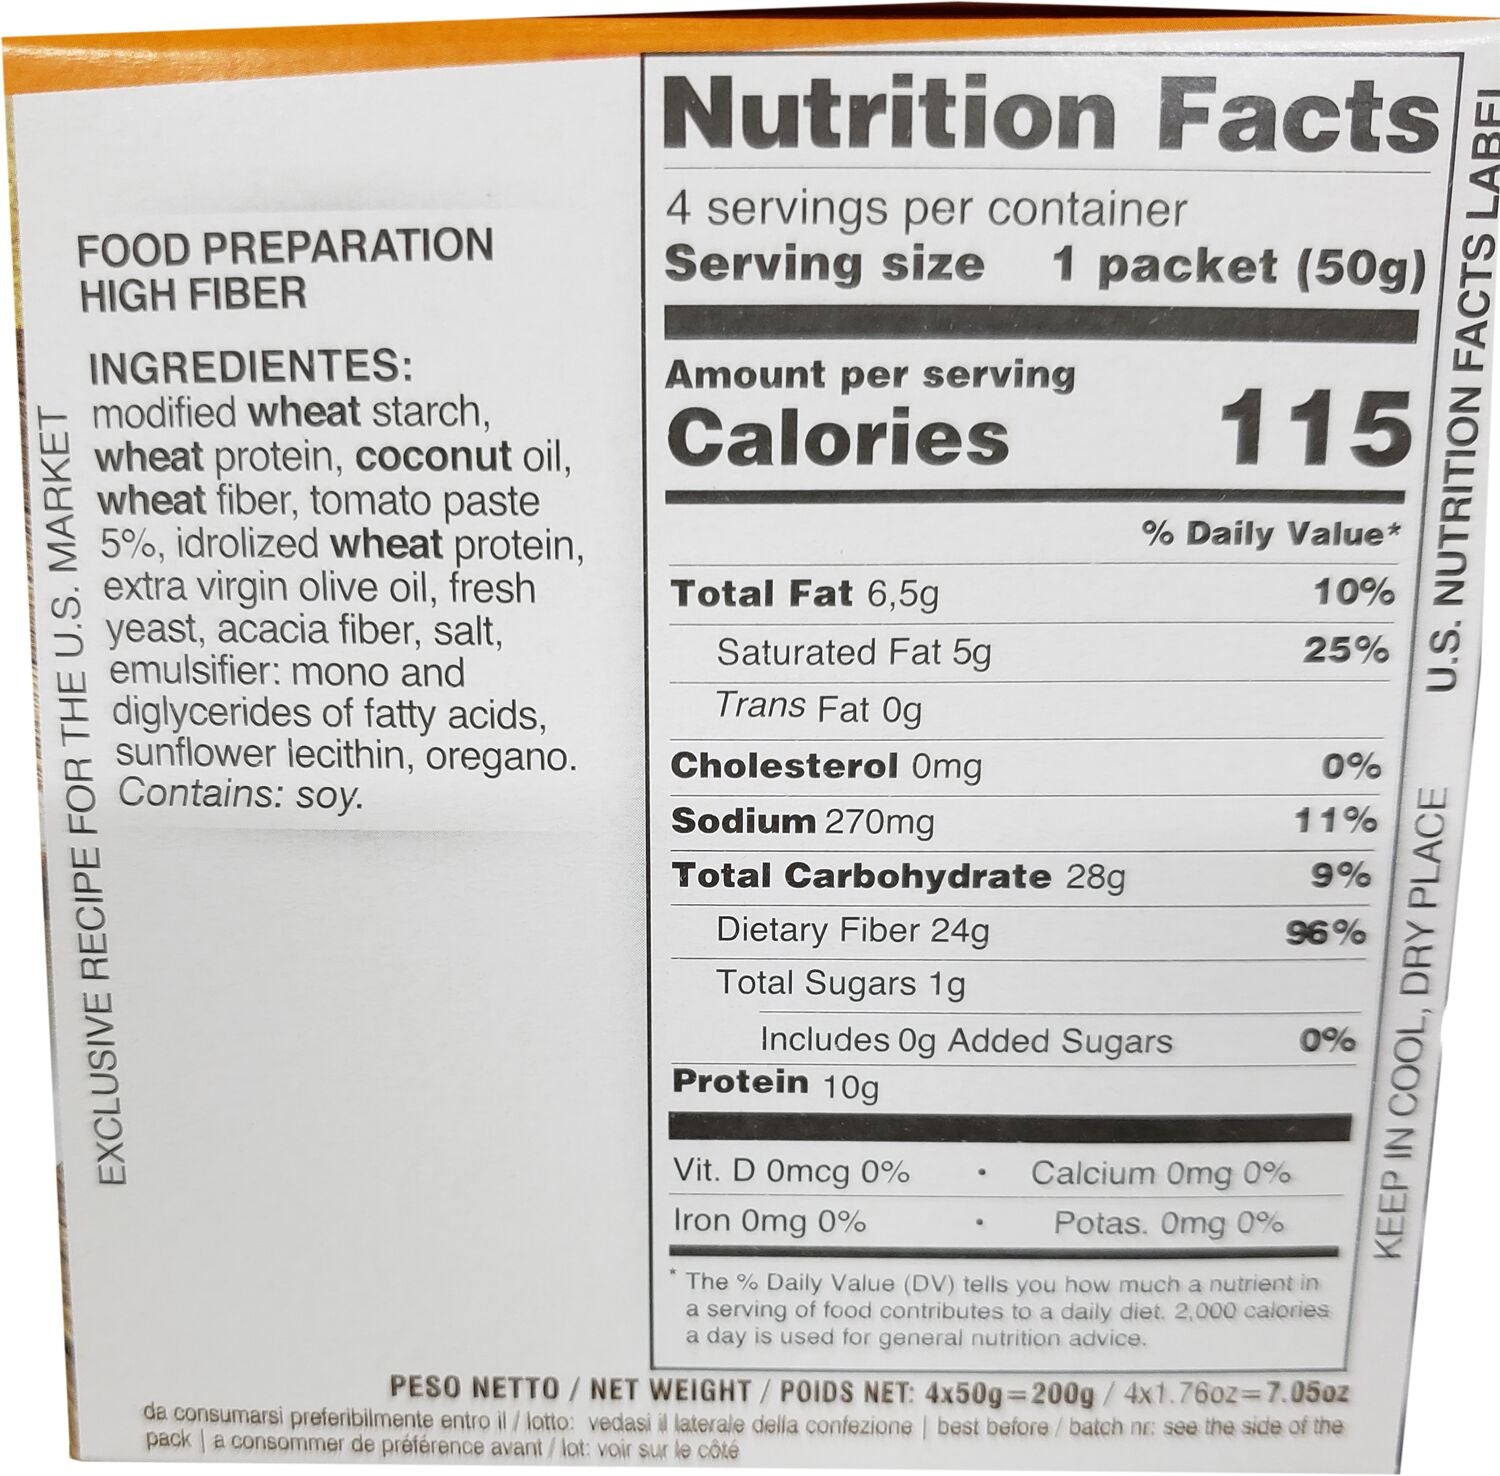 FOOD PREPARATION
HIGH FIBER
INGREDIENTES:
modified wheat starch,
wheat protein, coconut oil,
wheat fiber, tomato paste
5%, idrolized wheat protein,
extra virgin olive oil, fresh
yeast, acacia fiber, salt,
emulsifier: mono and
diglycerides of fatty acids,
sunflower lecithin, oregano.
Contains: soy.
EXCLUSIVE RECIPE FOR THE U.S. MARKET
Nutrition Facts
4 servings per container
Serving size 1 packet (50g)
Amount per serving
Calories 115
% Daily Value*
Total Fat 6,5g 10%
Saturated Fat 5g 25%
Trans Fat 0g
Cholesterol 0mg 0%
Sodium 270mg 11%
Total Carbohydrate 28g 9%
Dietary Fiber 24g 96%
Total Sugars 1g
Includes 0g Added Sugars 0%
Protein 10g
Vit. D 0mcg 0% • Calcium 0mg 0%
Iron 0mg 0% • Potas. 0mg 0%
* The % Daily Value (DV) tells you how much a nutrient in
a serving of food contributes to a daily diet. 2,000 calories
a day is used for general nutrition advice.
KEEP IN COOL, DRY PLACE U.S. NUTRITION FACTS LABEL
PESO NETTO / NET WEIGHT / POIDS NET: 4x50g=200g / 4x1.76oz=7.05oz
da consumarsi preferibilmente entro il / lotto: vedasi il laterale della confezione | best before / batch nr: see the side of the
pack | a consommer de préférence avant / lot: voir sur le côté